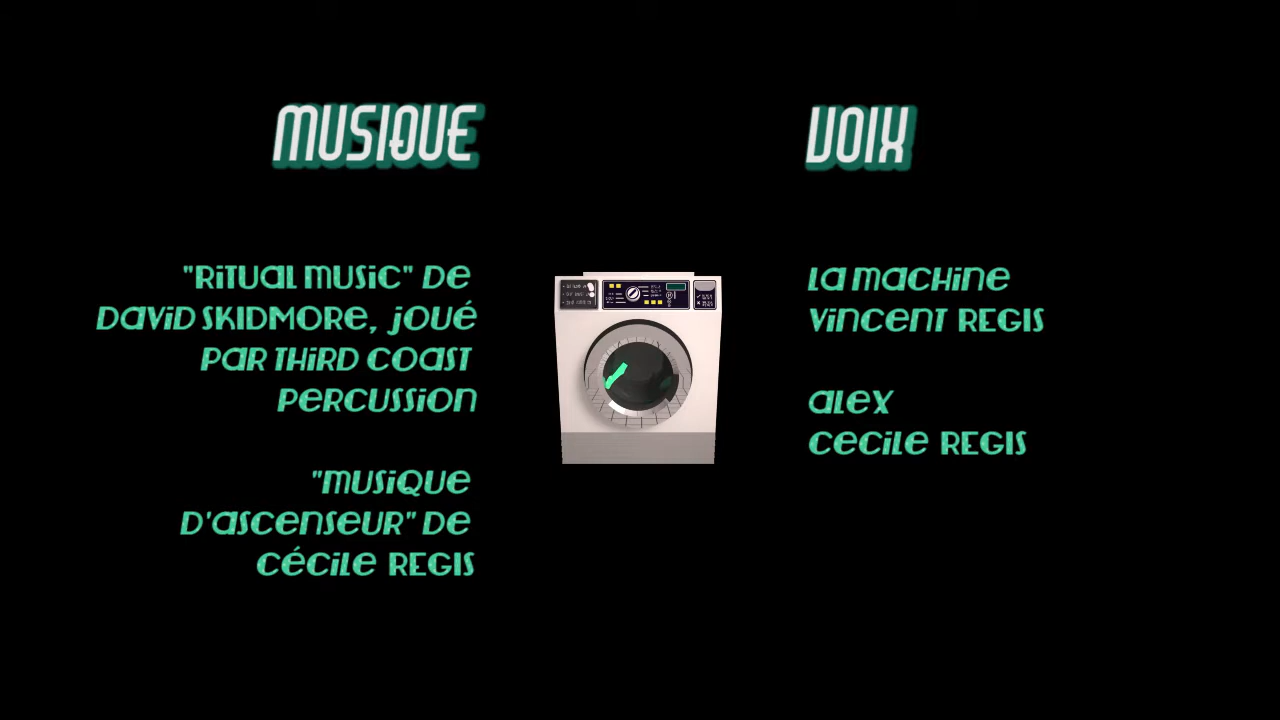 MUSIQUE
"RITUAL MUSIC" DE
DAVID SKIDMORE, JOUÉ
PAR THIRD COAST
PERCUSSION
"MUSIQUE
D'ASCENSEUR" DE
CÉCILE REGIS
VOIX
LA MACHINE
VINCENT REGIS
ALEX
CECILE REGIS